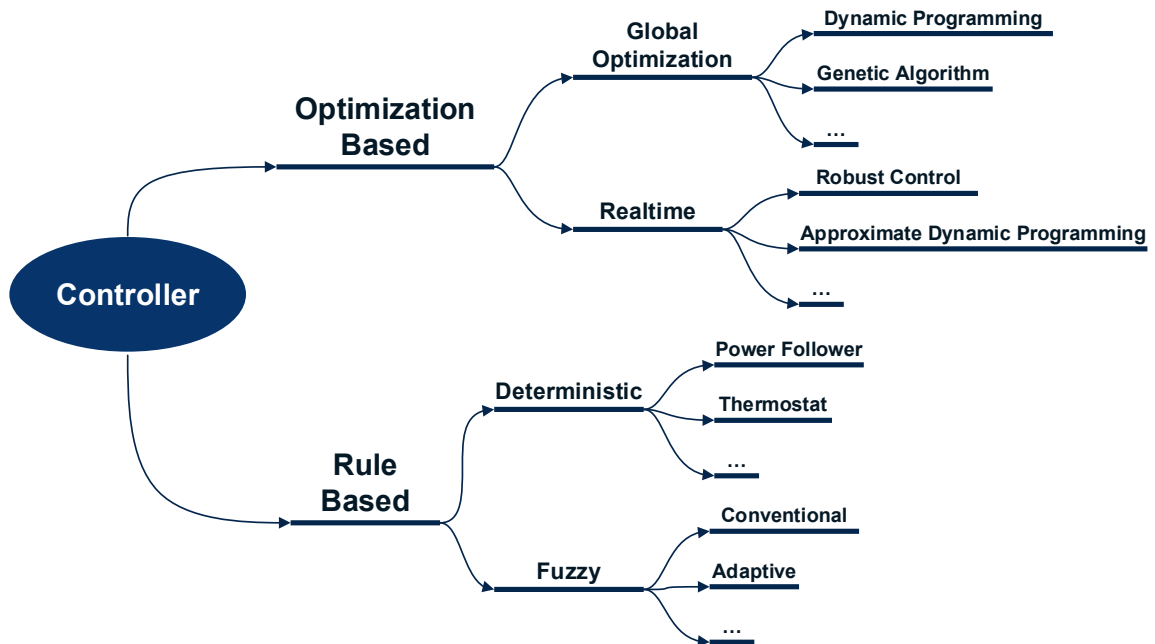 Controller
Optimization
Based
Global
Optimization
Dynamic Programming
Genetic Algorithm
...
Realtime
Robust Control
Approximate Dynamic Programming
...
Rule
Based
Deterministic
Power Follower
Thermostat
...
Fuzzy
Conventional
Adaptive
...